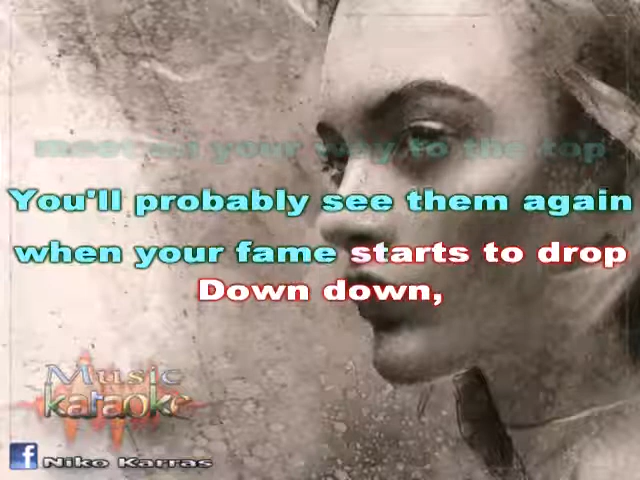 meet on your way to the top
You'll probably see them again
when your fame starts to drop
Down down,
Music
karaoke
f Niko Karras